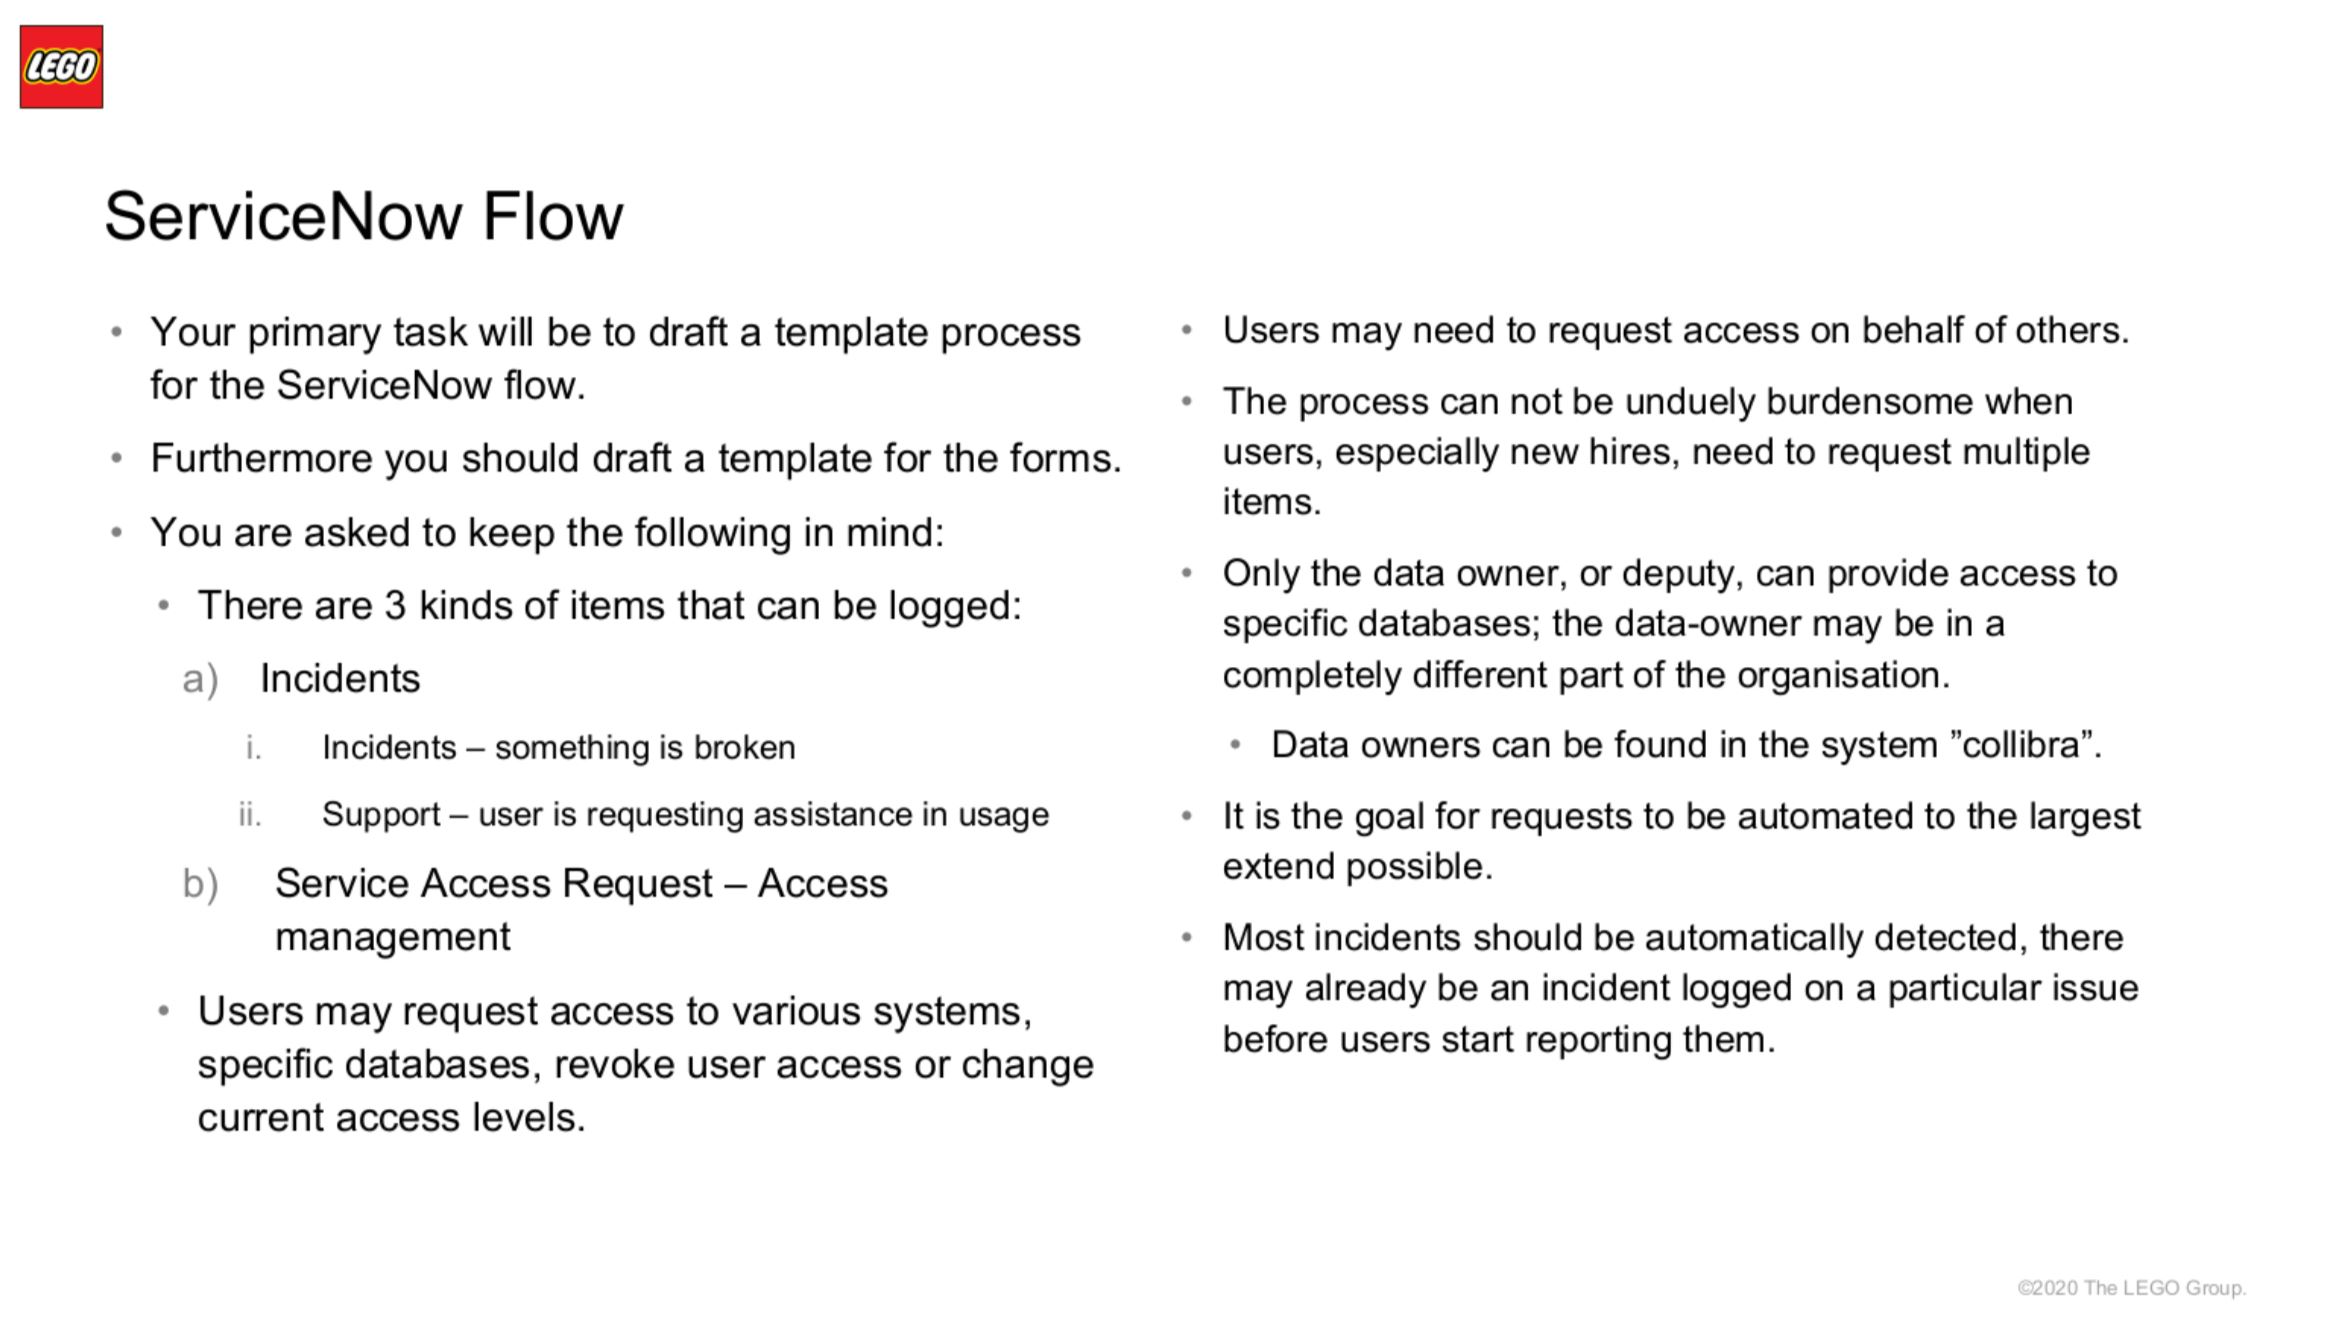 LEGO
ServiceNow Flow
• Your primary task will be to draft a template process
for the ServiceNow flow.
• Furthermore you should draft a template for the forms.
• You are asked to keep the following in mind:
• There are 3 kinds of items that can be logged:
a) Incidents
i. Incidents – something is broken
ii. Support – user is requesting assistance in usage
b) Service Access Request – Access
management
• Users may request access to various systems,
specific databases, revoke user access or change
current access levels.
• Users may need to request access on behalf of others.
• The process can not be unduely burdensome when
users, especially new hires, need to request multiple
items.
• Only the data owner, or deputy, can provide access to
specific databases; the data-owner may be in a
completely different part of the organisation.
• Data owners can be found in the system ”collibra”.
• It is the goal for requests to be automated to the largest
extend possible.
• Most incidents should be automatically detected, there
may already be an incident logged on a particular issue
before users start reporting them.
©2020 The LEGO Group.